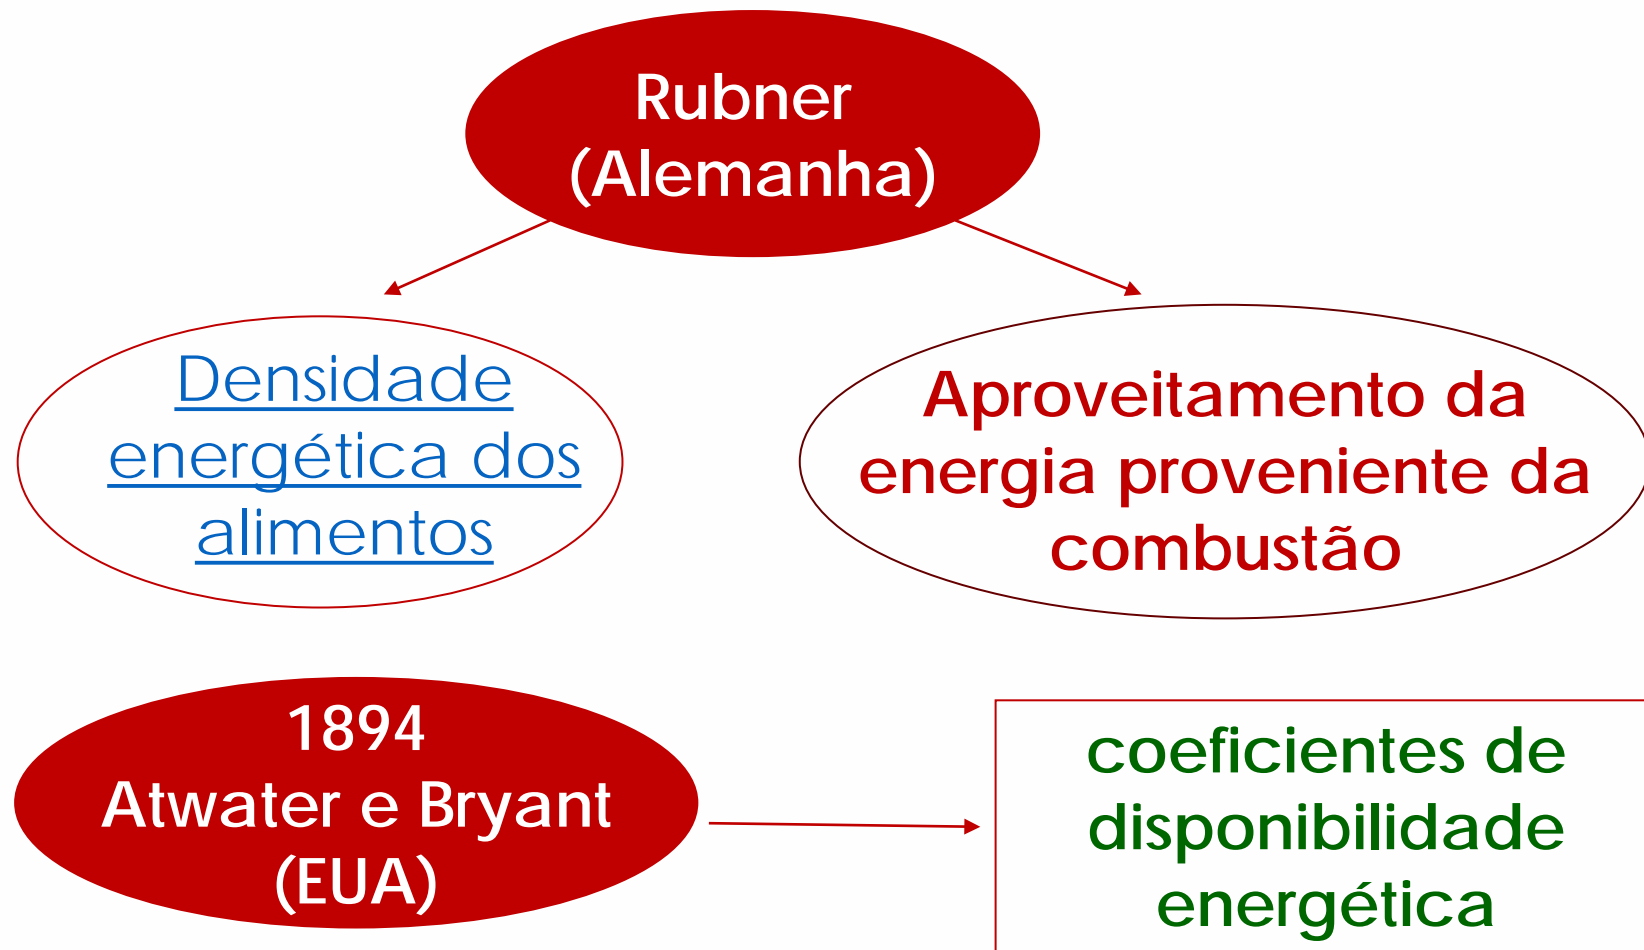 Rubner
(Alemanha)
Densidade
energética dos
alimentos
Aproveitamento da
energia proveniente da
combustão
1894
Atwater e Bryant
(EUA)
coeficientes de
disponibilidade
energética